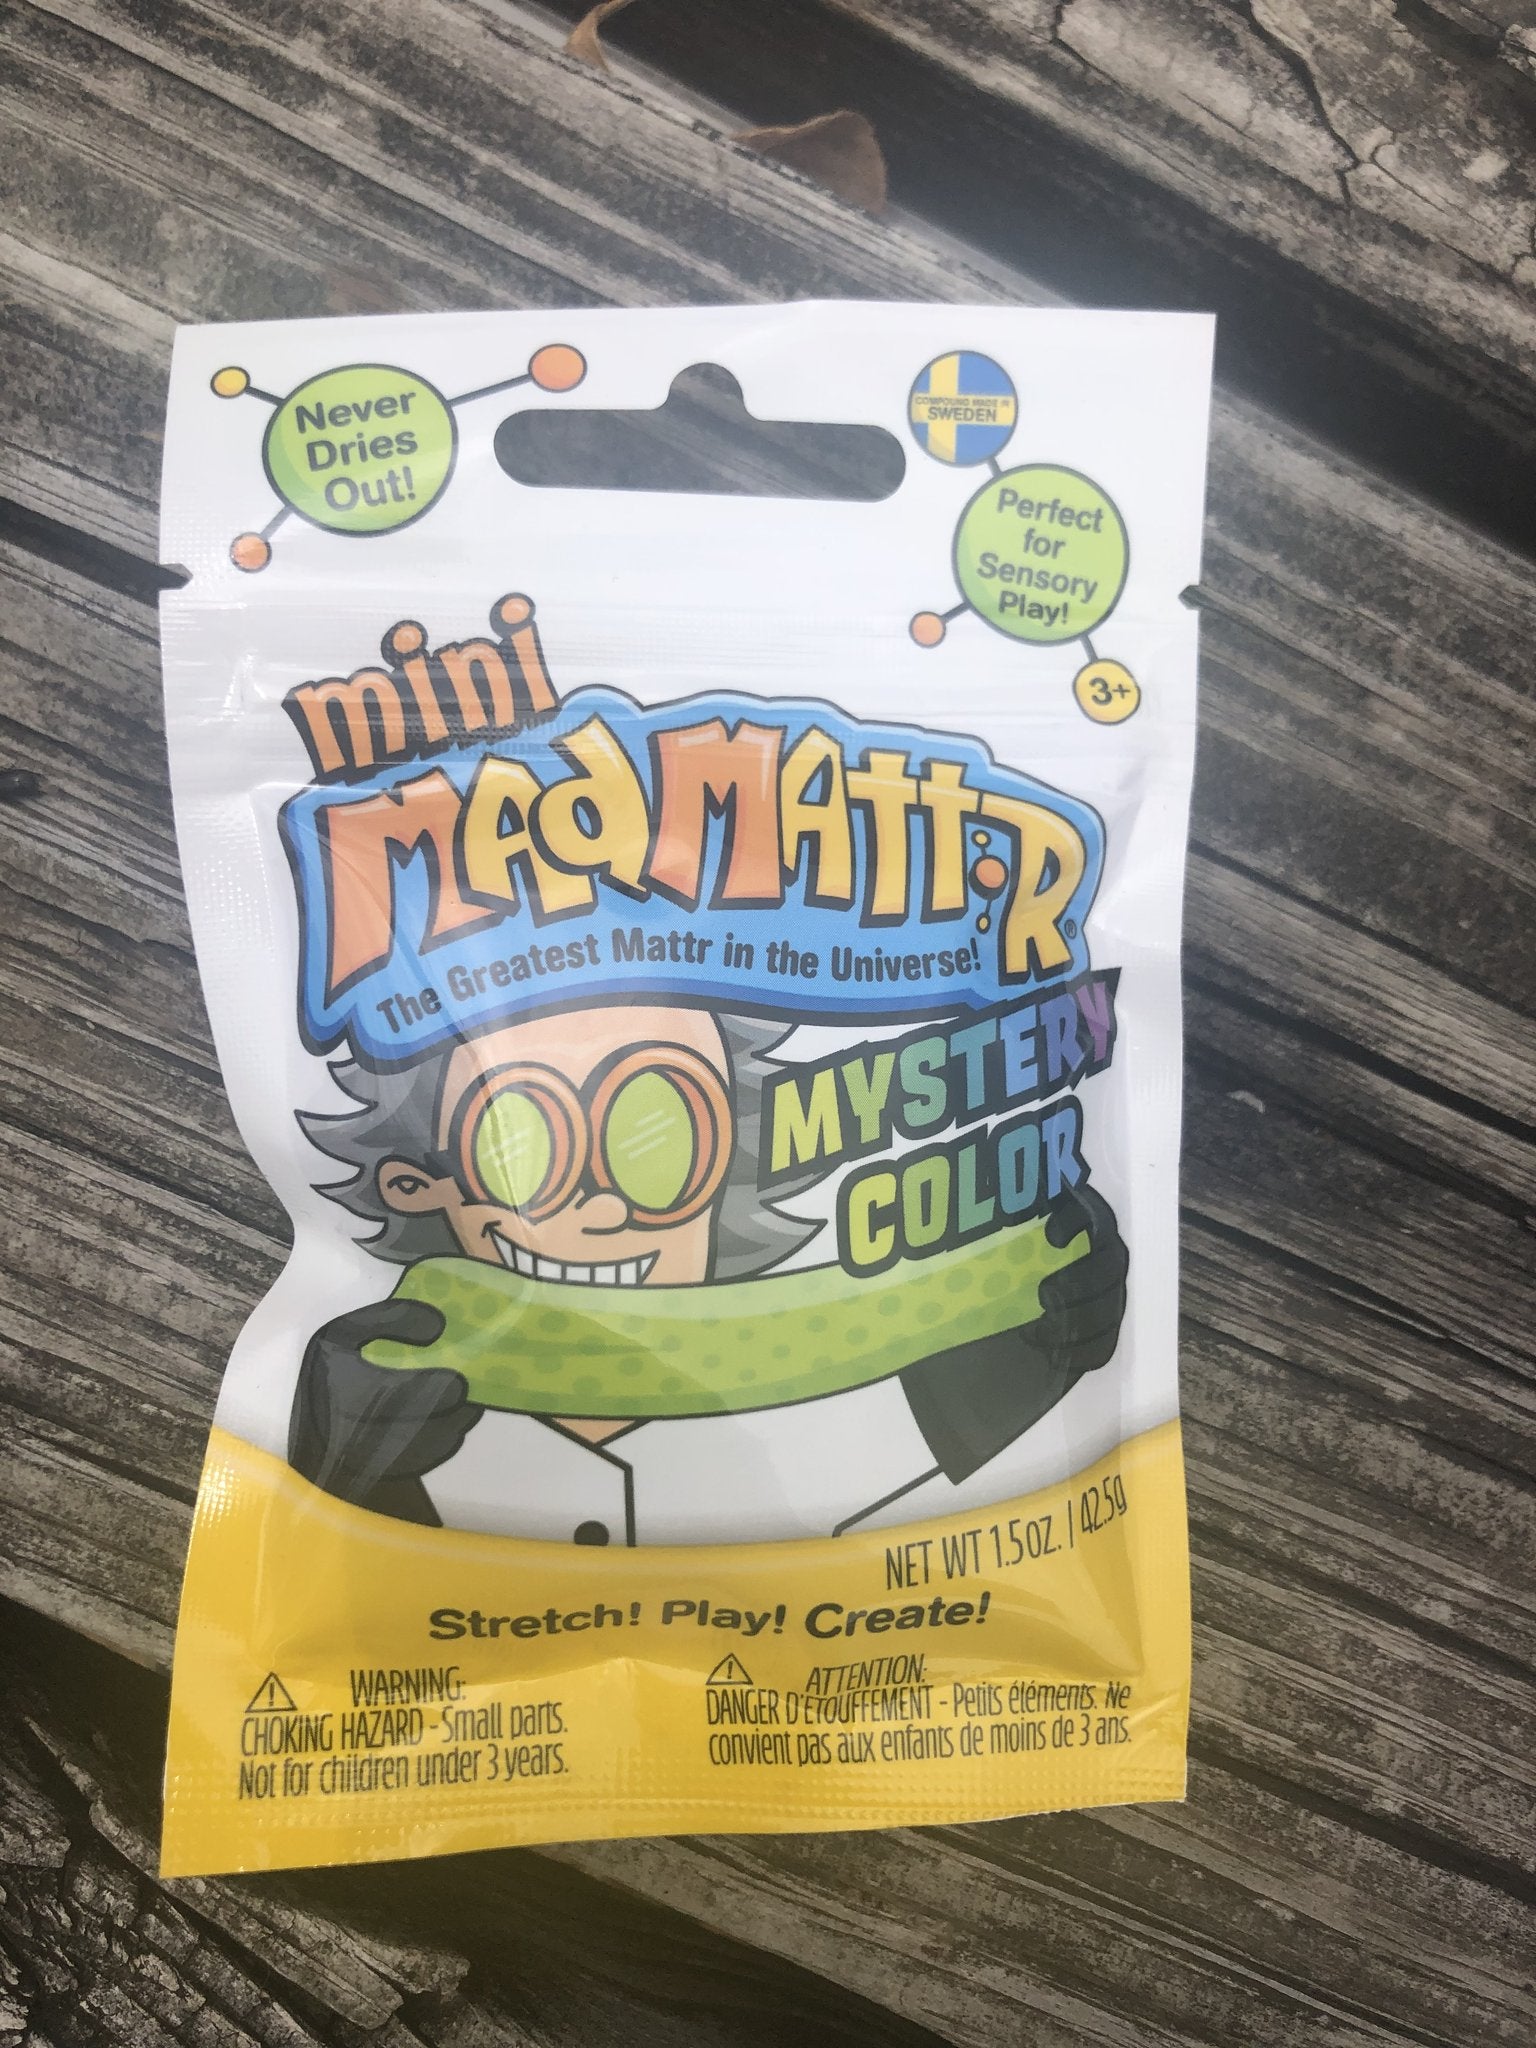 Never
Dries
Out!
COMPOUND MADE IN
SWEDEN
Perfect
for
Sensory
Play!
3+
mini
MAd MAttR®
The Greatest Mattr in the Universe!
MYSTERY
COLOR
NET WT 1.5 OZ. / 42.5g
Stretch! Play! Create!
WARNING:
CHOKING HAZARD - Small parts.
Not for children under 3 years.
ATTENTION:
DANGER D'ÉTOUFFEMENT - Petits éléments. Ne
convient pas aux enfants de moins de 3 ans.